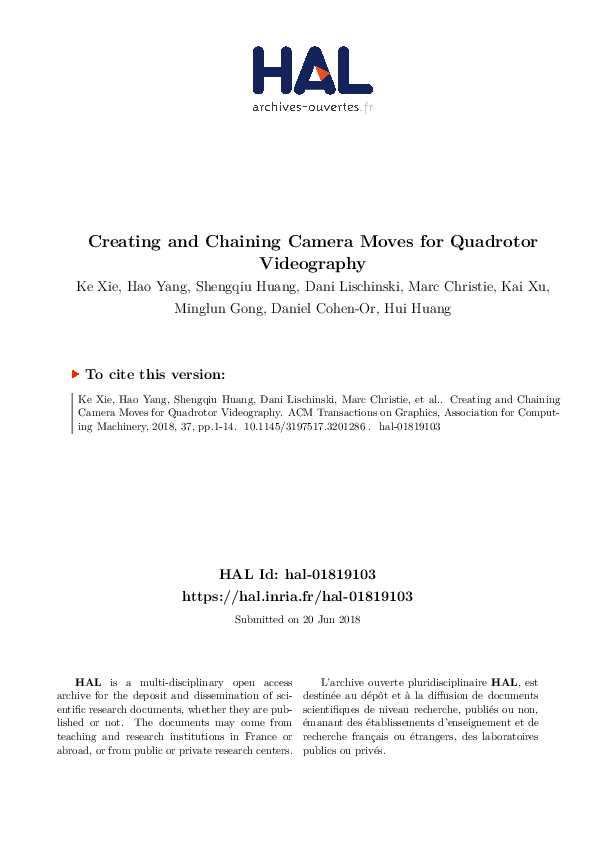 HAL
archives-ouvertes.fr
Creating and Chaining Camera Moves for Quadrotor
Videography
Ke Xie, Hao Yang, Shengqiu Huang, Dani Lischinski, Marc Christie, Kai Xu,
Minglun Gong, Daniel Cohen-Or, Hui Huang
To cite this version:
Ke Xie, Hao Yang, Shengqiu Huang, Dani Lischinski, Marc Christie, et al.. Creating and Chaining
Camera Moves for Quadrotor Videography. ACM Transactions on Graphics, Association for Comput-
ing Machinery, 2018, 37, pp.1-14. 10.1145/3197517.3201286. hal-01819103
HAL Id: hal-01819103
https://hal.inria.fr/hal-01819103
Submitted on 20 Jun 2018
HAL is a multi-disciplinary open access
archive for the deposit and dissemination of sci-
entific research documents, whether they are pub-
lished or not. The documents may come from
teaching and research institutions in France or
abroad, or from public or private research centers.
L'archive ouverte pluridisciplinaire HAL, est
destinée au dépôt et à la diffusion de documents
scientifiques de niveau recherche, publiés ou non,
émanant des établissements d'enseignement et de
recherche français ou étrangers, des laboratoires
publics ou privés.